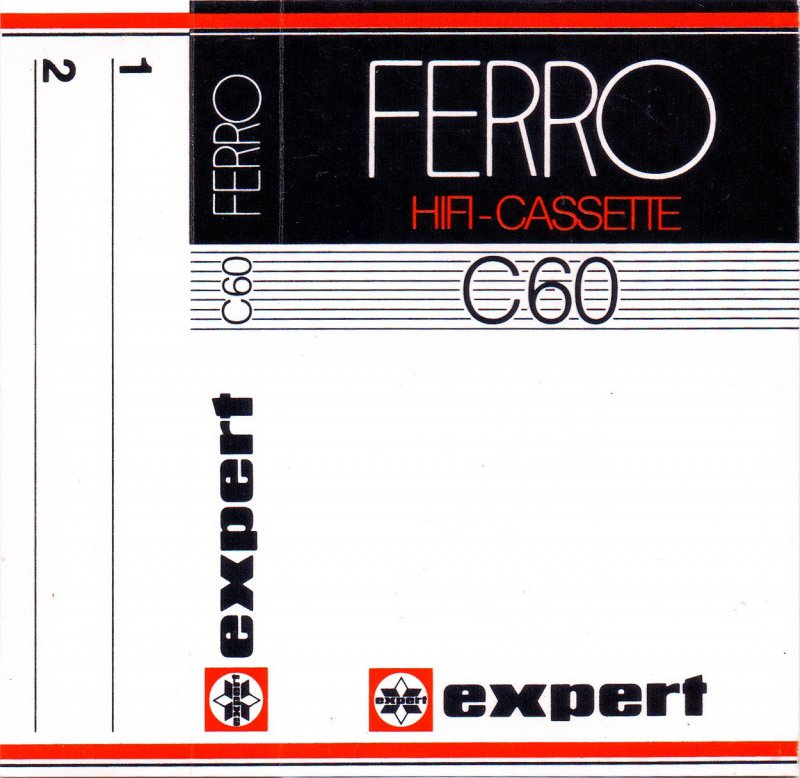 1
2
FERRO
C60
expert
expert
FERRO
HIFI-CASSETTE
C60
expert
expert